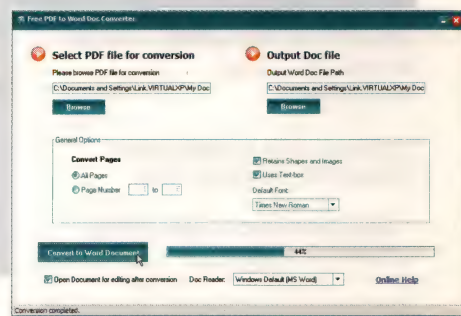 Free PDF to Word Doc Converter
Select PDF file for conversion
Please browse PDF file for conversion
C:\Documents and Settings\Link.VIRTUALXP\My Doc
Browse
Output Doc file
Output Word Doc File Path
C:\Documents and Settings\Link.VIRTUALXP\My Doc
Browse
General Options
Convert Pages
All Pages
Page Number to
Retains Shapes and Images
Uses Text-box
Default Font:
Times New Roman
Convert to Word Document
44%
Open Document for editing after conversion Doc Reader: Windows Default (MS Word) Online Help
Conversion completed.